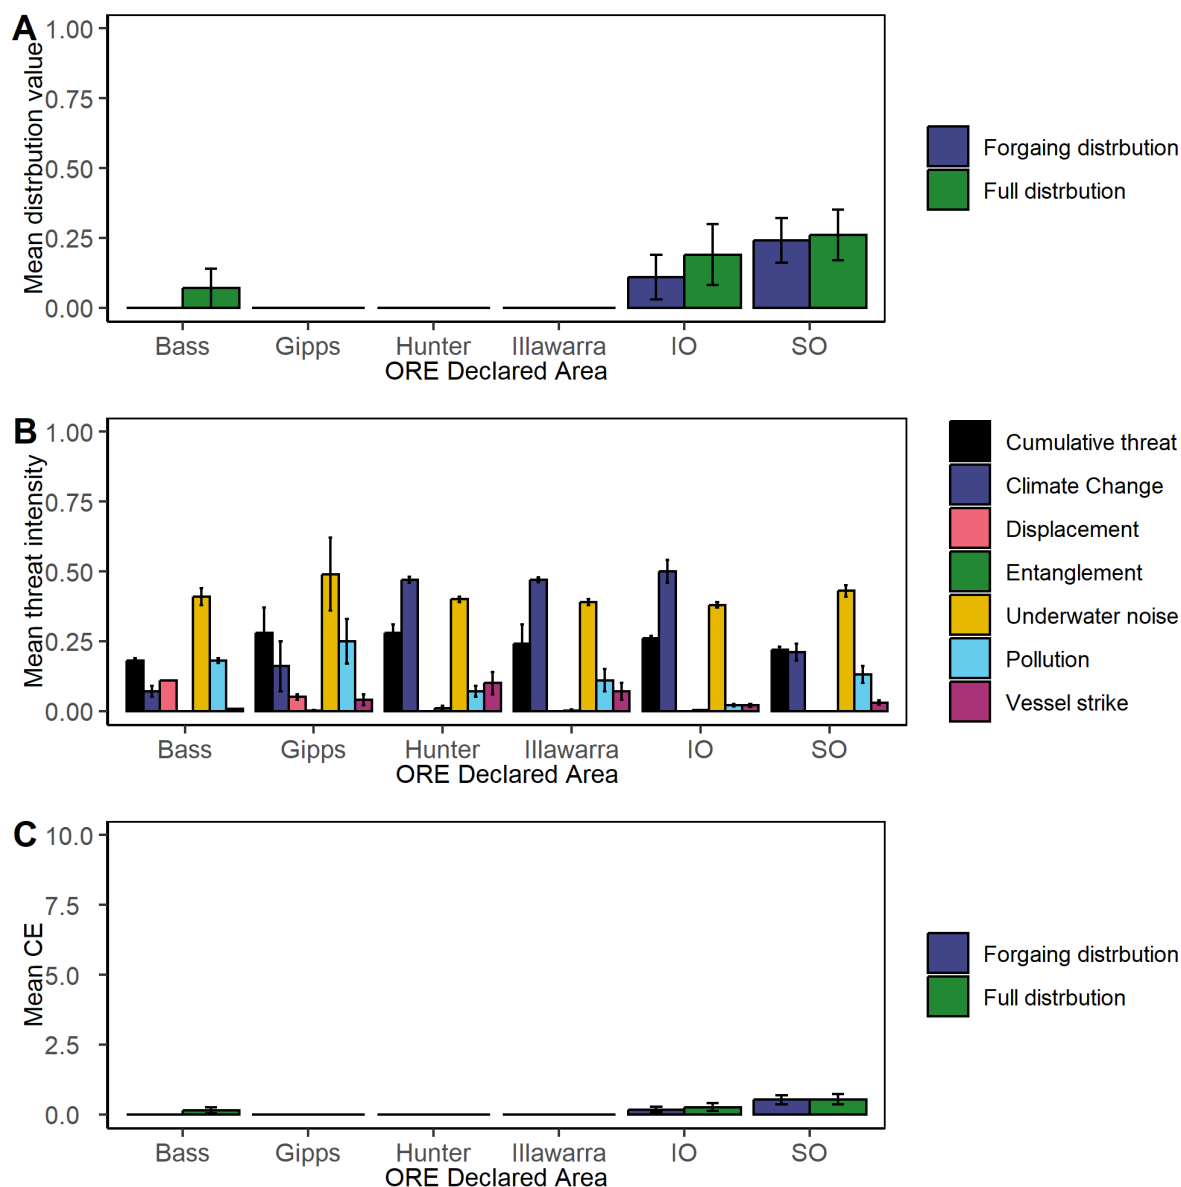 A
Mean distrbution value
1.00
0.75
0.50
0.25
0.00
Bass Gipps Hunter Illawarra IO SO
ORE Declared Area
Forgaing distrbution
Full distrbution
B
Mean threat intensity
1.00
0.75
0.50
0.25
0.00
Bass Gipps Hunter Illawarra IO SO
ORE Declared Area
Cumulative threat
Climate Change
Displacement
Entanglement
Underwater noise
Pollution
Vessel strike
C
Mean CE
10.0
7.5
5.0
2.5
0.0
Bass Gipps Hunter Illawarra IO SO
ORE Declared Area
Forgaing distrbution
Full distrbution